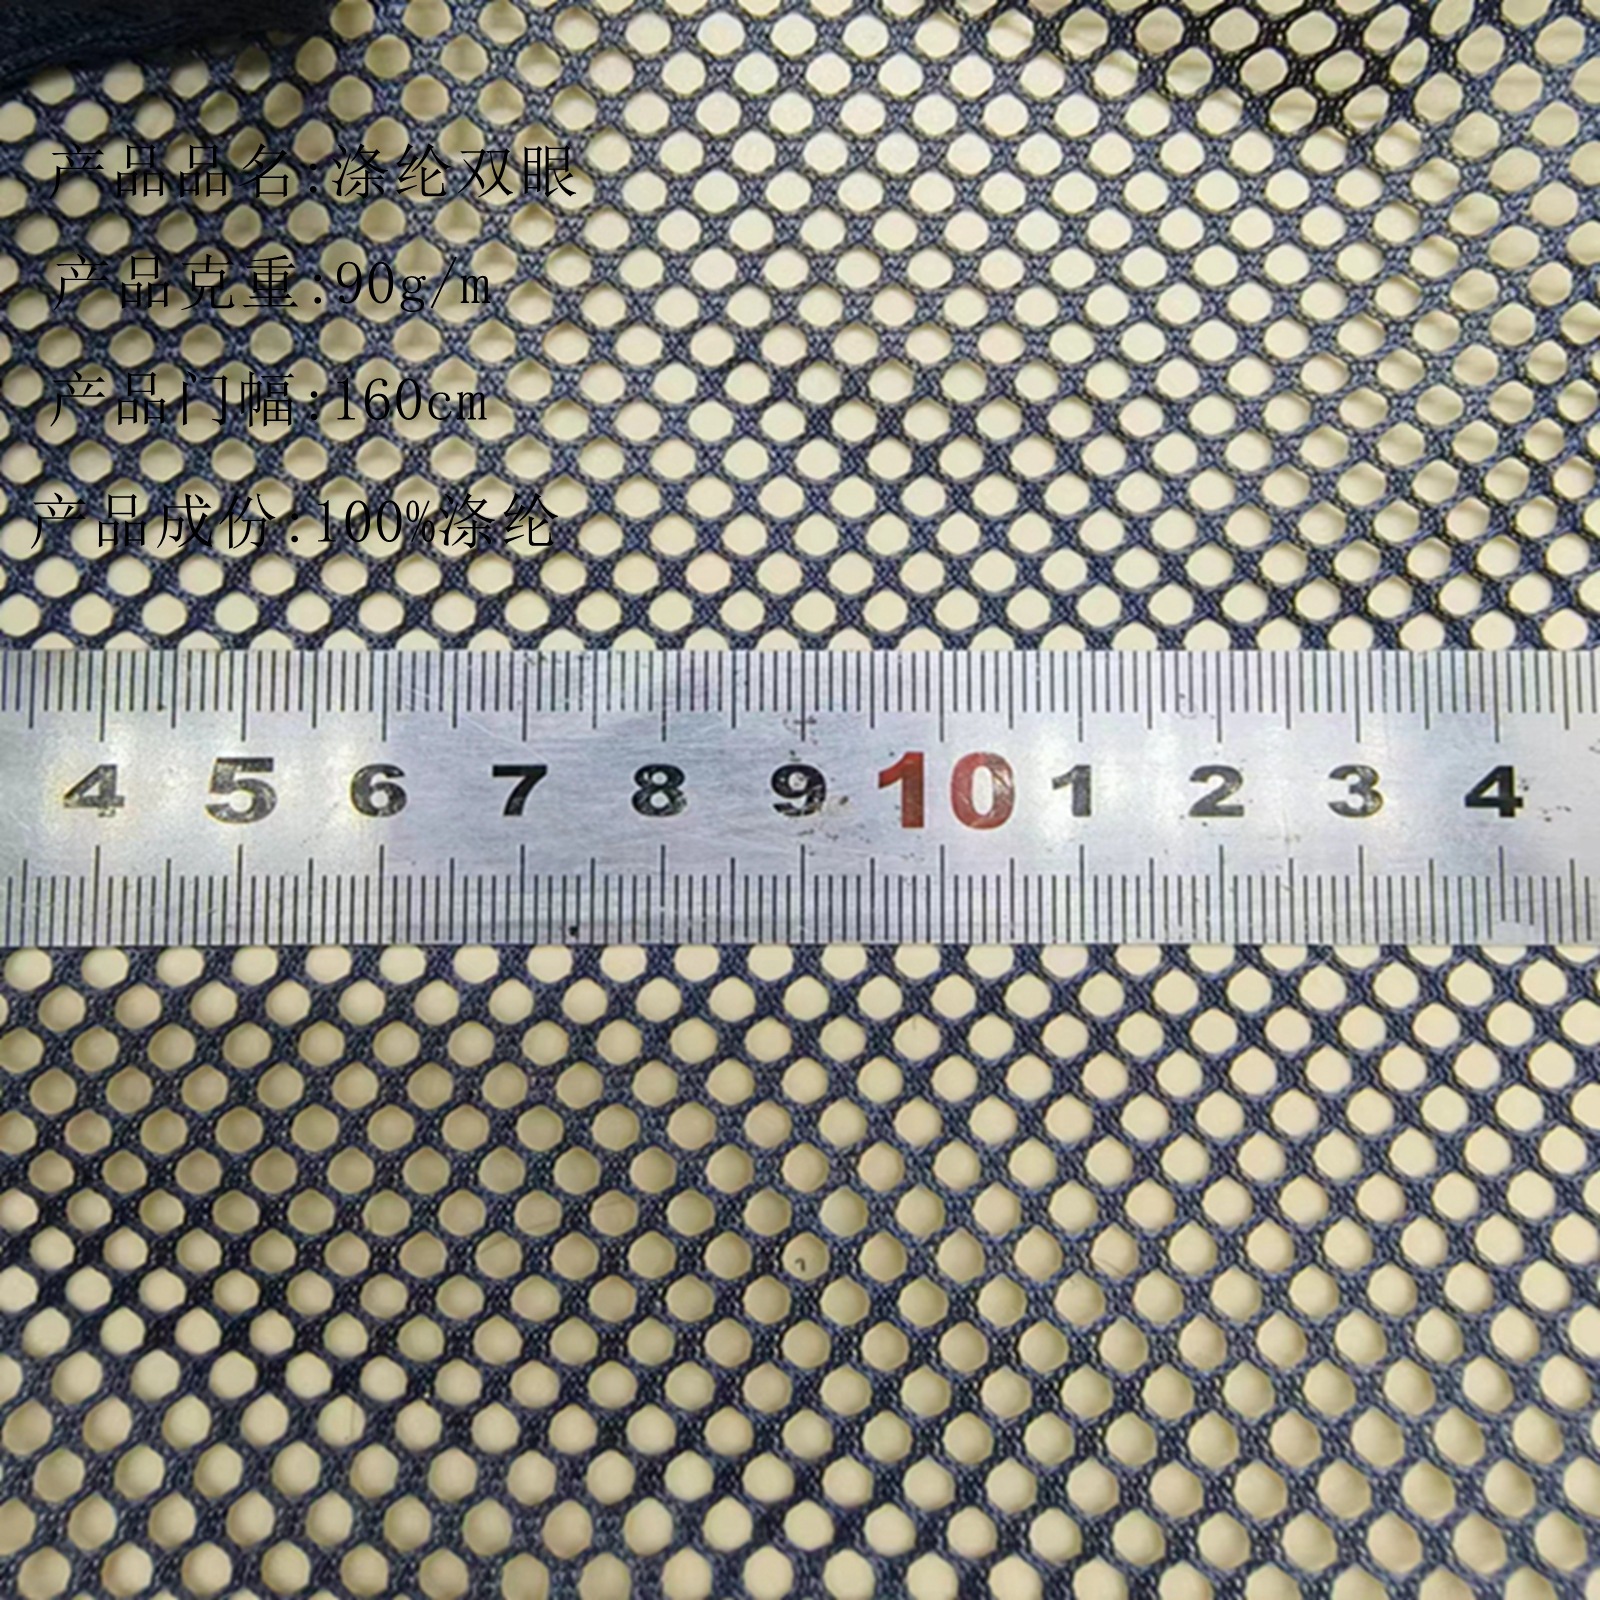 产品品名:涤纶双眼
产品克重:90g/m
产品门幅:160cm
产品成份:100%涤纶
4 5 6 7 8 9 10 1 2 3 4